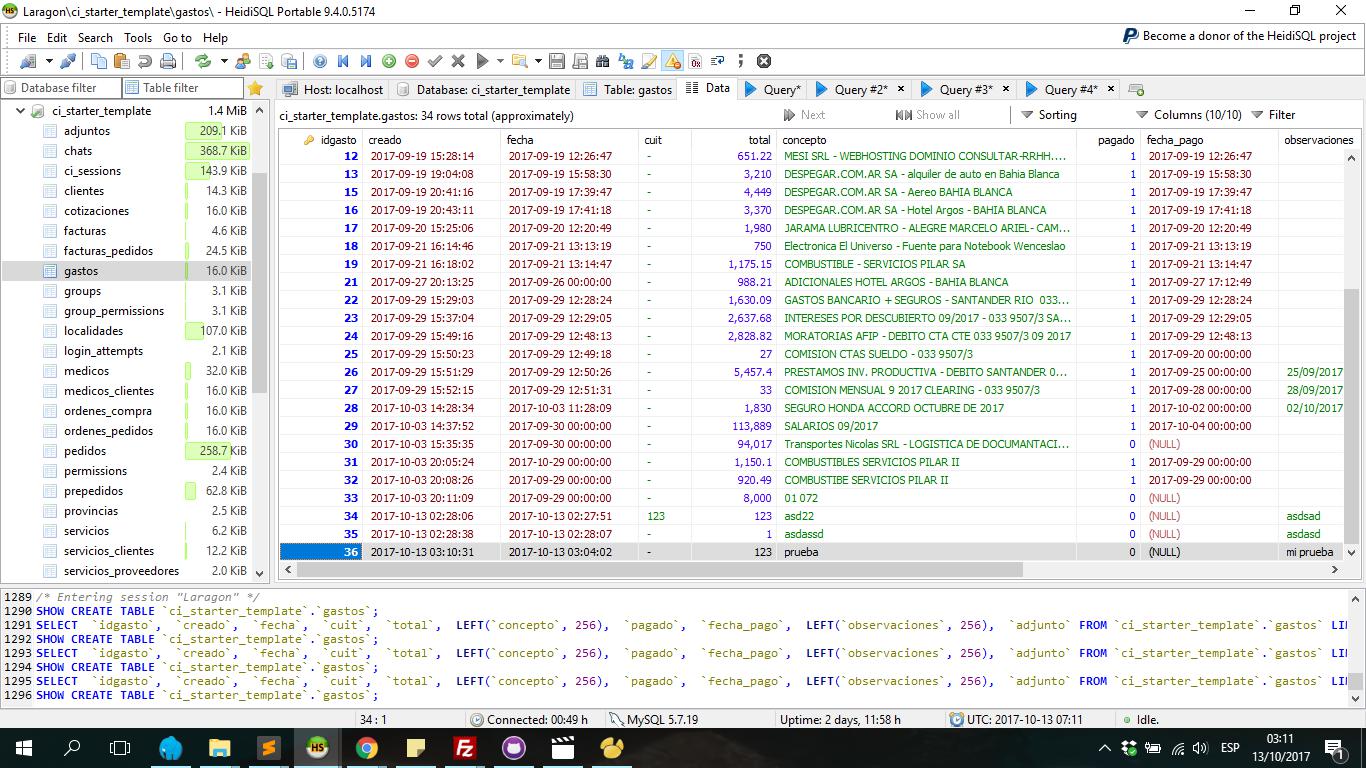 Laragon\ci_starter_template\gastos\ - HeidiSQL Portable 9.4.0.5174
File Edit Search Tools Go to Help
Become a donor of the HeidiSQL project
Database filter Table filter
Host: localhost Database: ci_starter_template Table: gastos Data Query* Query #2* Query #3* Query #4*
ci_starter_template 1.4 MiB
adjuntos 209.1 KiB
chats 368.7 KiB
ci_sessions 143.9 KiB
clientes 14.3 KiB
cotizaciones 16.0 KiB
facturas 4.6 KiB
facturas_pedidos 24.5 KiB
gastos 16.0 KiB
groups 3.1 KiB
group_permissions 3.1 KiB
localidades 107.0 KiB
login_attempts 2.1 KiB
medicos 32.0 KiB
medicos_clientes 16.0 KiB
ordenes_compra 16.0 KiB
ordenes_pedidos 16.0 KiB
pedidos 258.7 KiB
permissions 2.4 KiB
prepedidos 62.8 KiB
provincias 2.5 KiB
servicios 6.2 KiB
servicios_clientes 12.2 KiB
servicios_proveedores 2.0 KiB
ci_starter_template.gastos: 34 rows total (approximately) Next Show all Sorting Columns (10/10) Filter
idgasto creado fecha cuit total concepto pagado fecha_pago observaciones
12 2017-09-19 15:28:14 2017-09-19 12:26:47 - 651.22 MESI SRL - WEBHOSTING DOMINIO CONSULTAR-RRHH.... 1 2017-09-19 12:26:47
13 2017-09-19 19:04:08 2017-09-19 15:58:30 - 3,210 DESPEGAR.COM.AR SA - alquiler de auto en Bahia Blanca 1 2017-09-19 15:58:30
15 2017-09-19 20:41:16 2017-09-19 17:39:47 - 4,449 DESPEGAR.COM.AR SA - Aereo BAHIA BLANCA 1 2017-09-19 17:39:47
16 2017-09-19 20:43:11 2017-09-19 17:41:18 - 3,370 DESPEGAR.COM.AR SA - Hotel Argos - BAHIA BLANCA 1 2017-09-19 17:41:18
17 2017-09-20 15:25:06 2017-09-20 12:20:49 - 1,980 JARAMA LUBRICENTRO - ALEGRE MARCELO ARIEL- CAM... 1 2017-09-20 12:20:49
18 2017-09-21 16:14:46 2017-09-21 13:13:19 - 750 Electronica El Universo - Fuente para Notebook Wenceslao 1 2017-09-21 13:13:19
19 2017-09-21 16:18:02 2017-09-21 13:14:47 - 1,175.15 COMBUSTIBLE - SERVICIOS PILAR SA 1 2017-09-21 13:14:47
21 2017-09-27 20:13:25 2017-09-26 00:00:00 - 988.21 ADICIONALES HOTEL ARGOS - BAHIA BLANCA 1 2017-09-27 17:12:49
22 2017-09-29 15:29:03 2017-09-29 12:28:24 - 1,630.09 GASTOS BANCARIO + SEGUROS - SANTANDER RIO 033... 1 2017-09-29 12:28:24
23 2017-09-29 15:37:04 2017-09-29 12:29:05 - 2,637.68 INTERESES POR DESCUBIERTO 09/2017 - 033 9507/3 SA... 1 2017-09-29 12:29:05
24 2017-09-29 15:49:16 2017-09-29 12:48:13 - 2,828.82 MORATORIAS AFIP - DEBITO CTA CTE 033 9507/3 09 2017 1 2017-09-29 12:48:13
25 2017-09-29 15:50:23 2017-09-29 12:49:18 - 27 COMISION CTAS SUELDO - 033 9507/3 1 2017-09-20 00:00:00
26 2017-09-29 15:51:29 2017-09-29 12:50:56 - 5,457.4 PRESTAMOS INV. PRODUCTIVA - DEBITO SANTANDER 0... 1 2017-09-25 00:00:00 25/09/2017
27 2017-09-29 15:52:15 2017-09-29 12:51:31 - 33 COMISION MENSUAL 9 2017 CLEARING - 033 9507/3 1 2017-09-28 00:00:00 28/09/2017
28 2017-10-03 14:28:34 2017-10-03 11:28:09 - 1,830 SEGURO HONDA ACCORD OCTUBRE DE 2017 1 2017-10-02 00:00:00 02/10/2017
29 2017-10-03 14:37:52 2017-09-30 00:00:00 - 113,889 SALARIOS 09/2017 1 2017-10-04 00:00:00
30 2017-10-03 15:35:35 2017-09-30 00:00:00 - 94,017 Transportes Nicolas SRL - LOGISTICA DE DOCUMANTACI... 0 (NULL)
31 2017-10-03 20:05:24 2017-10-29 00:00:00 - 1,150.1 COMBUSTIBLES SERVICIOS PILAR II 1 2017-09-29 00:00:00
32 2017-10-03 20:08:26 2017-09-29 00:00:00 - 920.49 COMBUSTIBE SERVICIOS PILAR II 1 2017-09-29 00:00:00
33 2017-10-03 20:11:09 2017-09-29 00:00:00 - 8,000 01 072 0 (NULL)
34 2017-10-13 02:28:06 2017-10-13 02:27:51 123 123 asd22 0 (NULL) asdsad
35 2017-10-13 02:28:38 2017-10-13 02:28:07 - 1 asdassd 0 (NULL) asdasd
36 2017-10-13 03:10:31 2017-10-13 03:04:02 - 123 prueba 0 (NULL) mi prueba
1289 /* Entering session "Laragon" */
1290 SHOW CREATE TABLE `ci_starter_template`.`gastos`;
1291 SELECT `idgasto`, `creado`, `fecha`, `cuit`, `total`, LEFT(`concepto`, 256), `pagado`, `fecha_pago`, LEFT(`observaciones`, 256), `adjunto` FROM `ci_starter_template`.`gastos` LI
1292 SHOW CREATE TABLE `ci_starter_template`.`gastos`;
1293 SELECT `idgasto`, `creado`, `fecha`, `cuit`, `total`, LEFT(`concepto`, 256), `pagado`, `fecha_pago`, LEFT(`observaciones`, 256), `adjunto` FROM `ci_starter_template`.`gastos` LI
1294 SHOW CREATE TABLE `ci_starter_template`.`gastos`;
1295 SELECT `idgasto`, `creado`, `fecha`, `cuit`, `total`, LEFT(`concepto`, 256), `pagado`, `fecha_pago`, LEFT(`observaciones`, 256), `adjunto` FROM `ci_starter_template`.`gastos` LI
1296 SHOW CREATE TABLE `ci_starter_template`.`gastos`;
34 : 1 Connected: 00:49 h MySQL 5.7.19 Uptime: 2 days, 11:58 h UTC: 2017-10-13 07:11 Idle.
ESP 03:11
13/10/2017